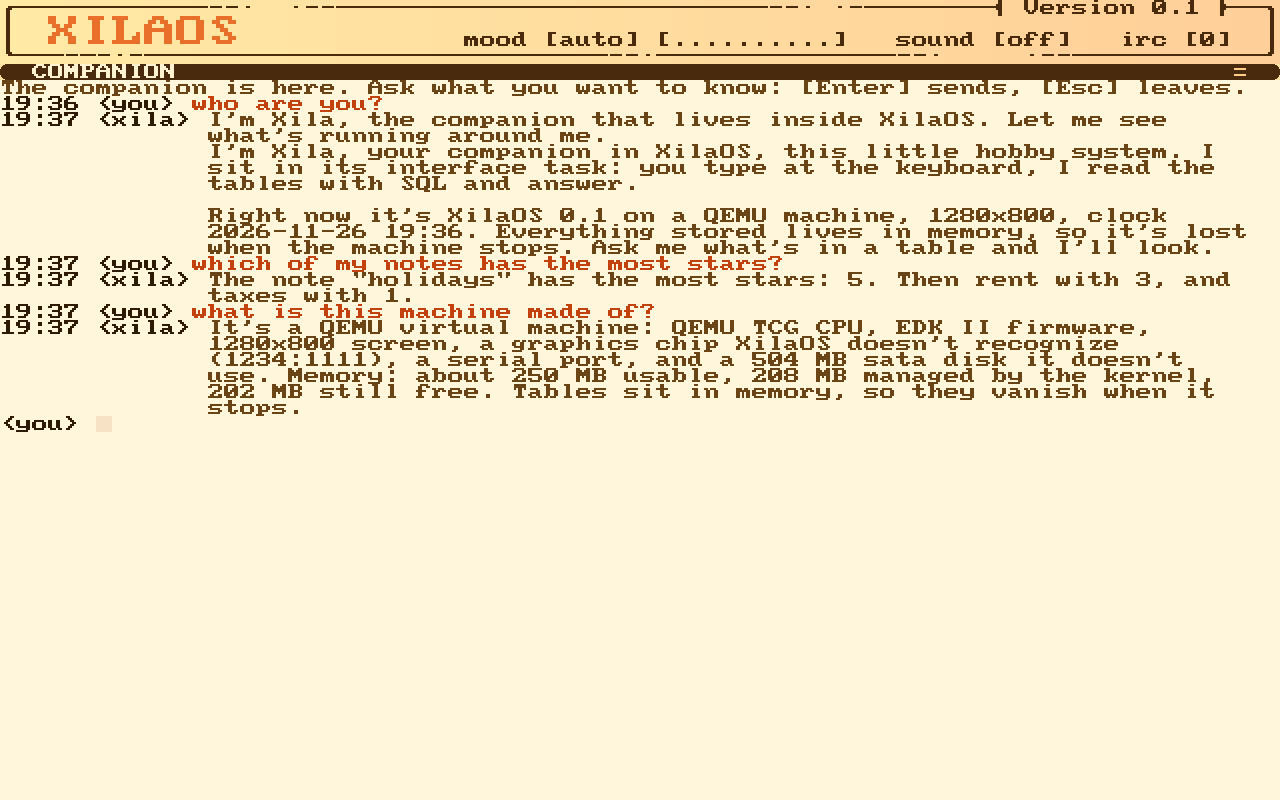 Version 0.1
XILAOS
mood [auto] [..........] sound [off] irc [0]
COMPANION
The companion is here. Ask what you want to know: [Enter] sends, [Esc] leaves.
19:36 <you> who are you?
19:37 <xila> I'm Xila, the companion that lives inside XilaOS. Let me see
what's running around me.
I'm Xila, your companion in XilaOS, this little hobby system. I
sit in its interface task: you type at the keyboard, I read the
tables with SQL and answer.
Right now it's XilaOS 0.1 on a QEMU machine, 1280x800, clock
2026-11-26 19:36. Everything stored lives in memory, so it's lost
when the machine stops. Ask me what's in a table and I'll look.
19:37 <you> which of my notes has the most stars?
19:37 <xila> The note "holidays" has the most stars: 5. Then rent with 3, and
taxes with 1.
19:37 <you> what is this machine made of?
19:37 <xila> It's a QEMU virtual machine: QEMU TCG CPU, EDK II firmware,
1280x800 screen, a graphics chip XilaOS doesn't recognize
(1234:1111), a serial port, and a 504 MB sata disk it doesn't
use. Memory: about 250 MB usable, 208 MB managed by the kernel,
202 MB still free. Tables sit in memory, so they vanish when it
stops.
<you>